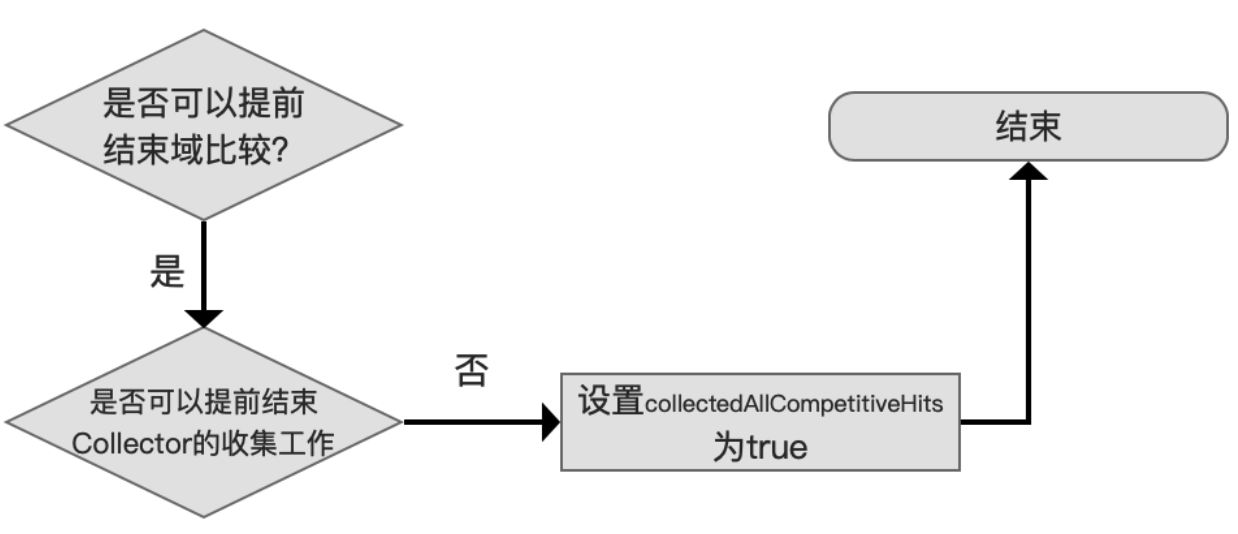 是否可以提前
结束域比较?
结束
是
否
是否可以提前结束
Collector的收集工作
设置collectedAllCompetitiveHits
为true